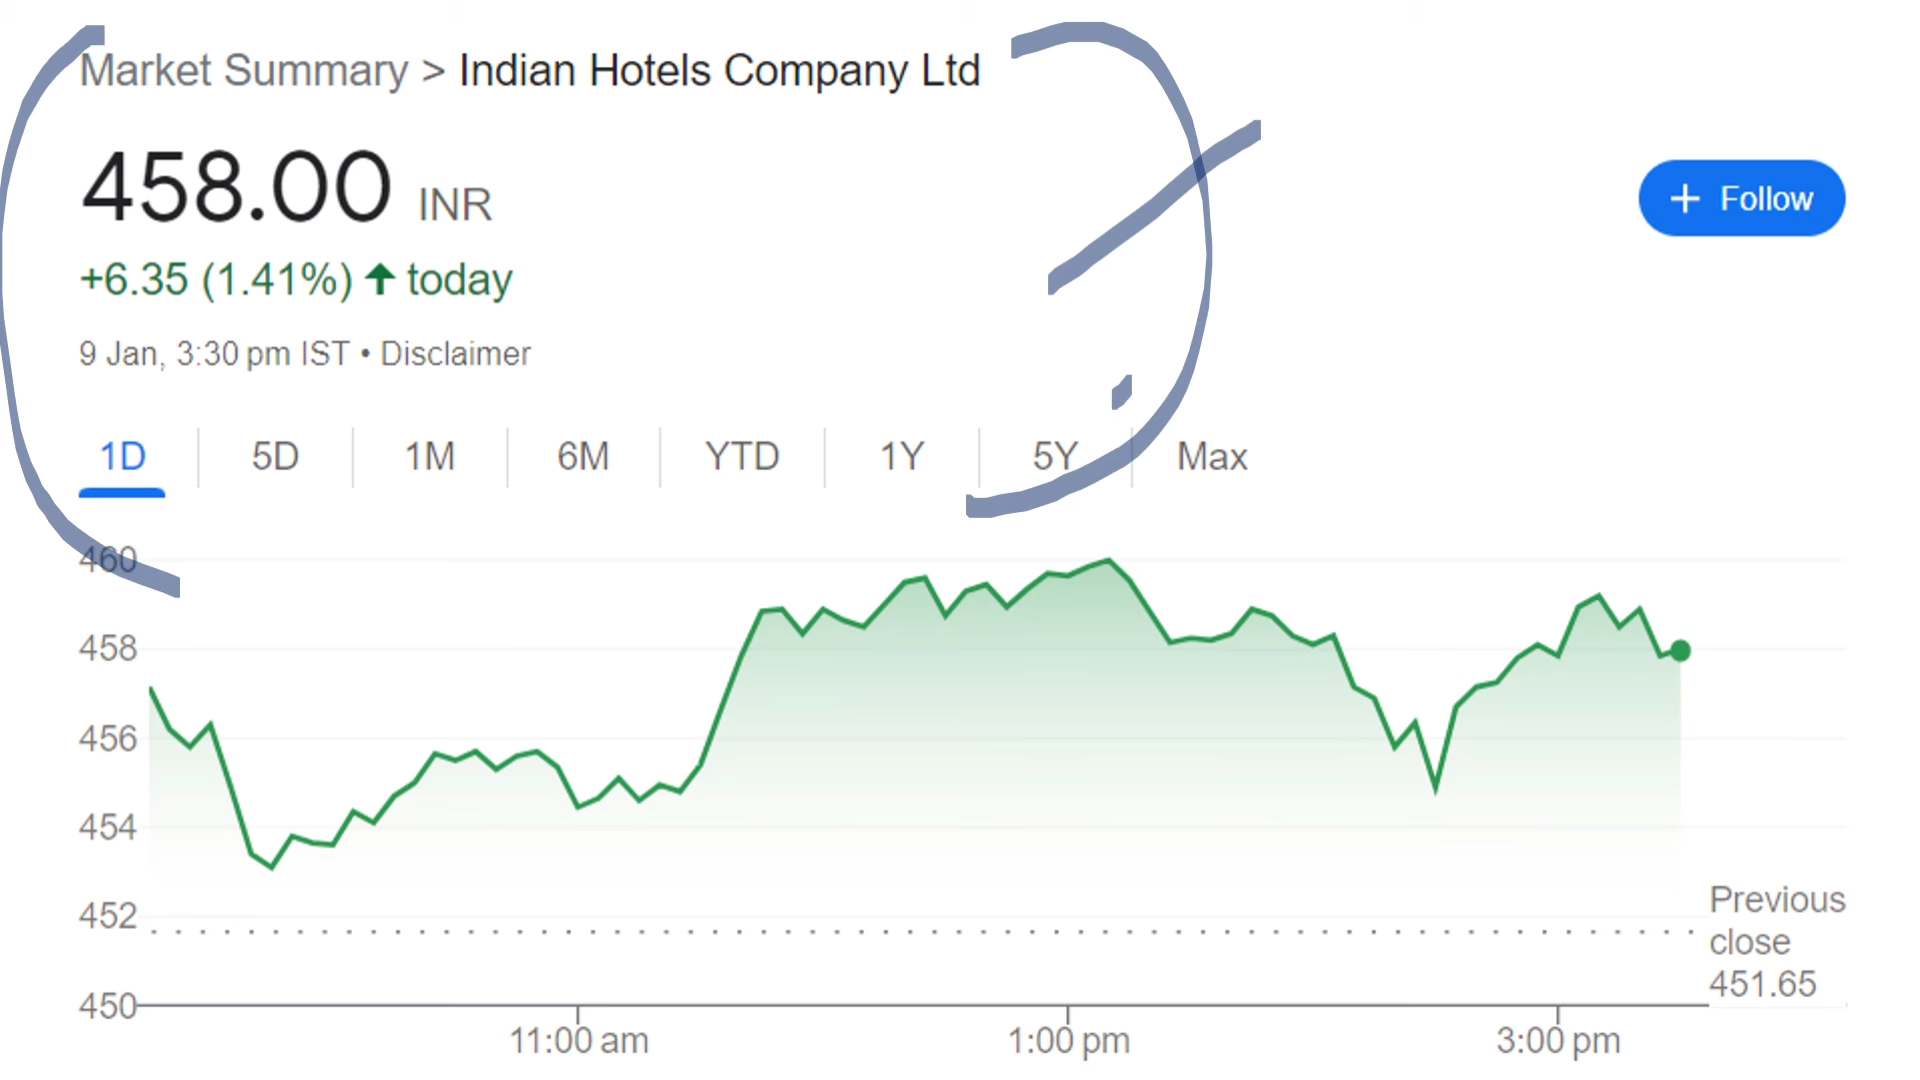 Market Summary > Indian Hotels Company Ltd
458.00 INR
+ Follow
+6.35 (1.41%) ↑ today
9 Jan, 3:30 pm IST • Disclaimer
1D 5D 1M 6M YTD 1Y 5Y Max
460
458
456
454
452
450
Previous
close
451.65
11:00 am 1:00 pm 3:00 pm